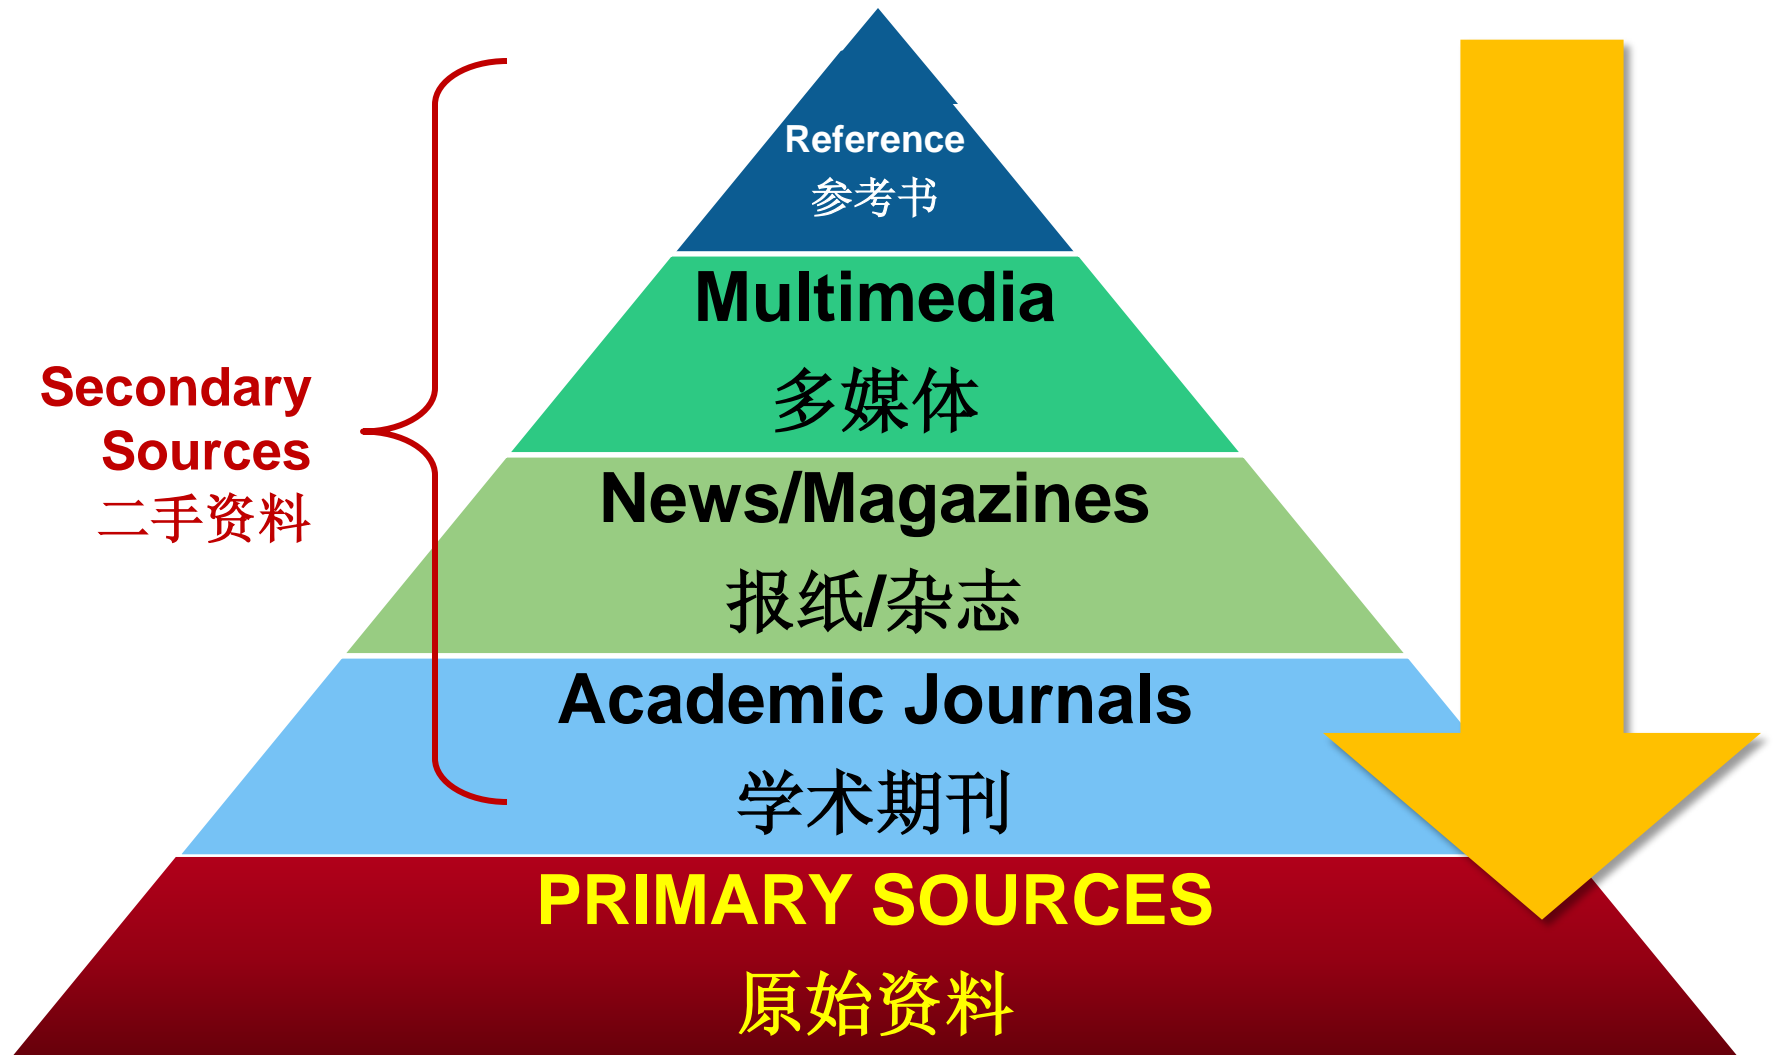 Reference
参考书
Multimedia
多媒体
Secondary
Sources
二手资料
News/Magazines
报纸/杂志
Academic Journals
学术期刊
PRIMARY SOURCES
原始资料